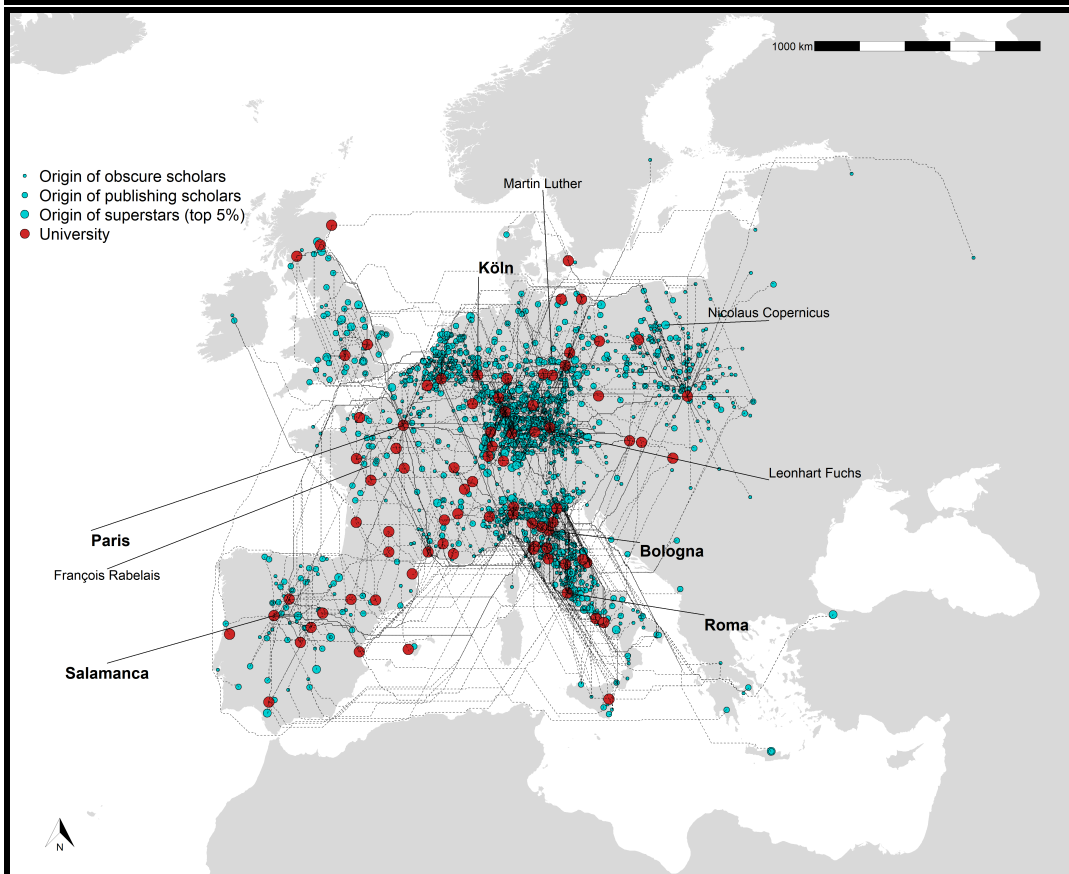 1000 km
Origin of obscure scholars
Origin of publishing scholars
Origin of superstars (top 5%)
University
Martin Luther
Köln
Nicolaus Copernicus
Leonhart Fuchs
Paris
Bologna
François Rabelais
Roma
Salamanca
N